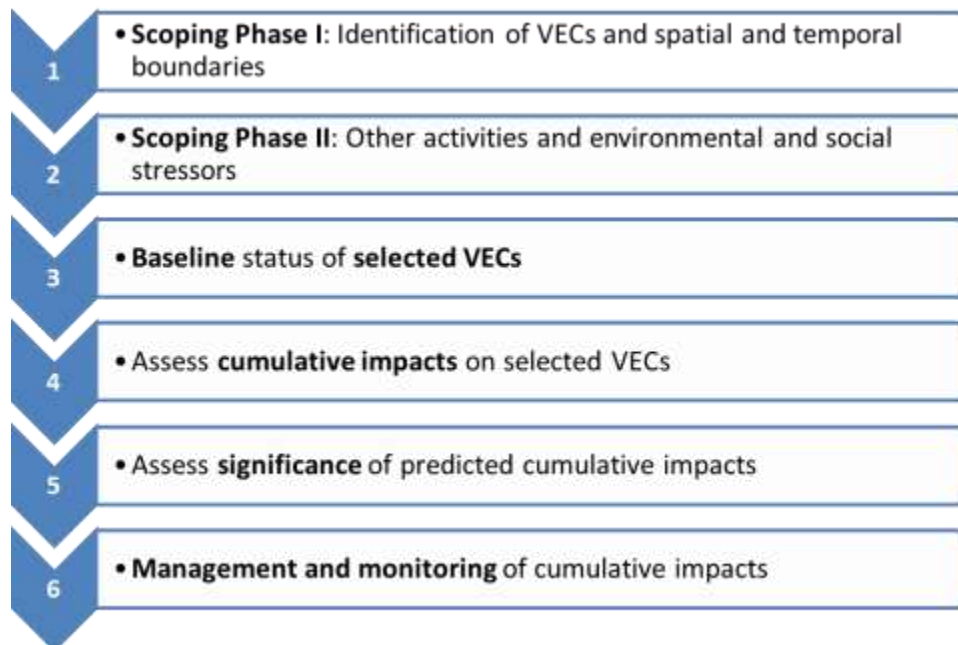 1
• Scoping Phase I: Identification of VECs and spatial and temporal
boundaries
2
• Scoping Phase II: Other activities and environmental and social
stressors
3
• Baseline status of selected VECs
4
• Assess cumulative impacts on selected VECs
5
• Assess significance of predicted cumulative impacts
6
• Management and monitoring of cumulative impacts